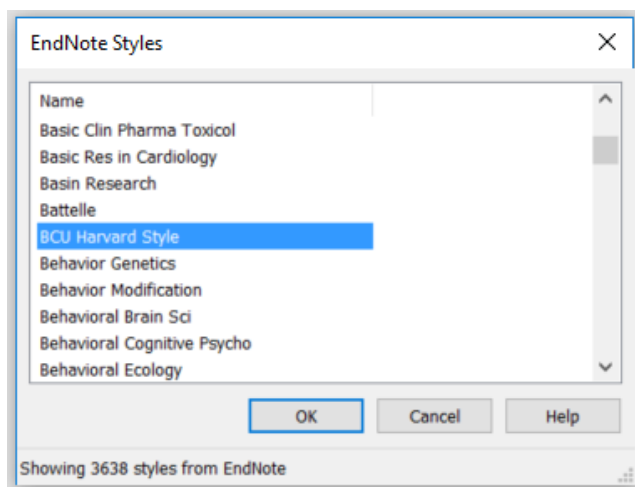 EndNote Styles
Name
Basic Clin Pharma Toxicol
Basic Res in Cardiology
Basin Research
Battelle
BCU Harvard Style
Behavior Genetics
Behavior Modification
Behavioral Brain Sci
Behavioral Cognitive Psycho
Behavioral Ecology
OK Cancel Help
Showing 3638 styles from EndNote